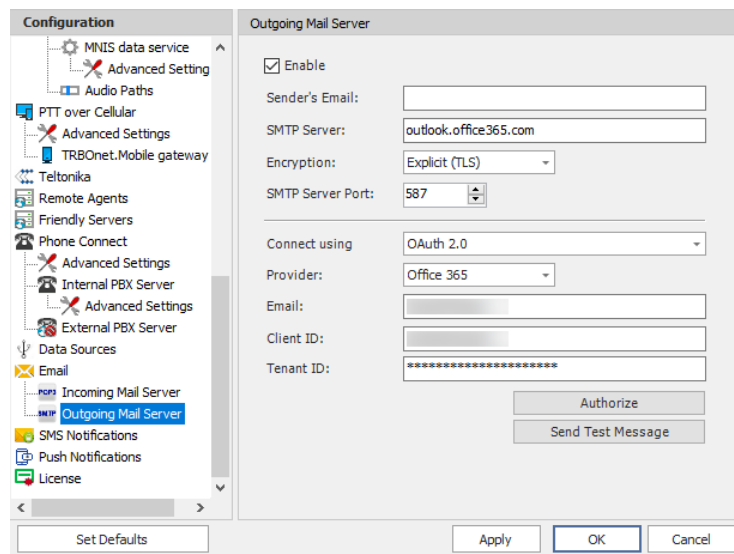 Configuration
MNIS data service
Advanced Setting
Audio Paths
PTT over Cellular
Advanced Settings
TRBOnet.Mobile gateway
Teltonika
Remote Agents
Friendly Servers
Phone Connect
Advanced Settings
Internal PBX Server
Advanced Settings
External PBX Server
Data Sources
Email
POP3 Incoming Mail Server
SMTP Outgoing Mail Server
SMS Notifications
Push Notifications
License
Set Defaults
Outgoing Mail Server
Enable
Sender's Email:
SMTP Server: outlook.office365.com
Encryption: Explicit (TLS)
SMTP Server Port: 587
Connect using OAuth 2.0
Provider: Office 365
Email:
Client ID:
Tenant ID: *********************
Authorize
Send Test Message
Apply OK Cancel